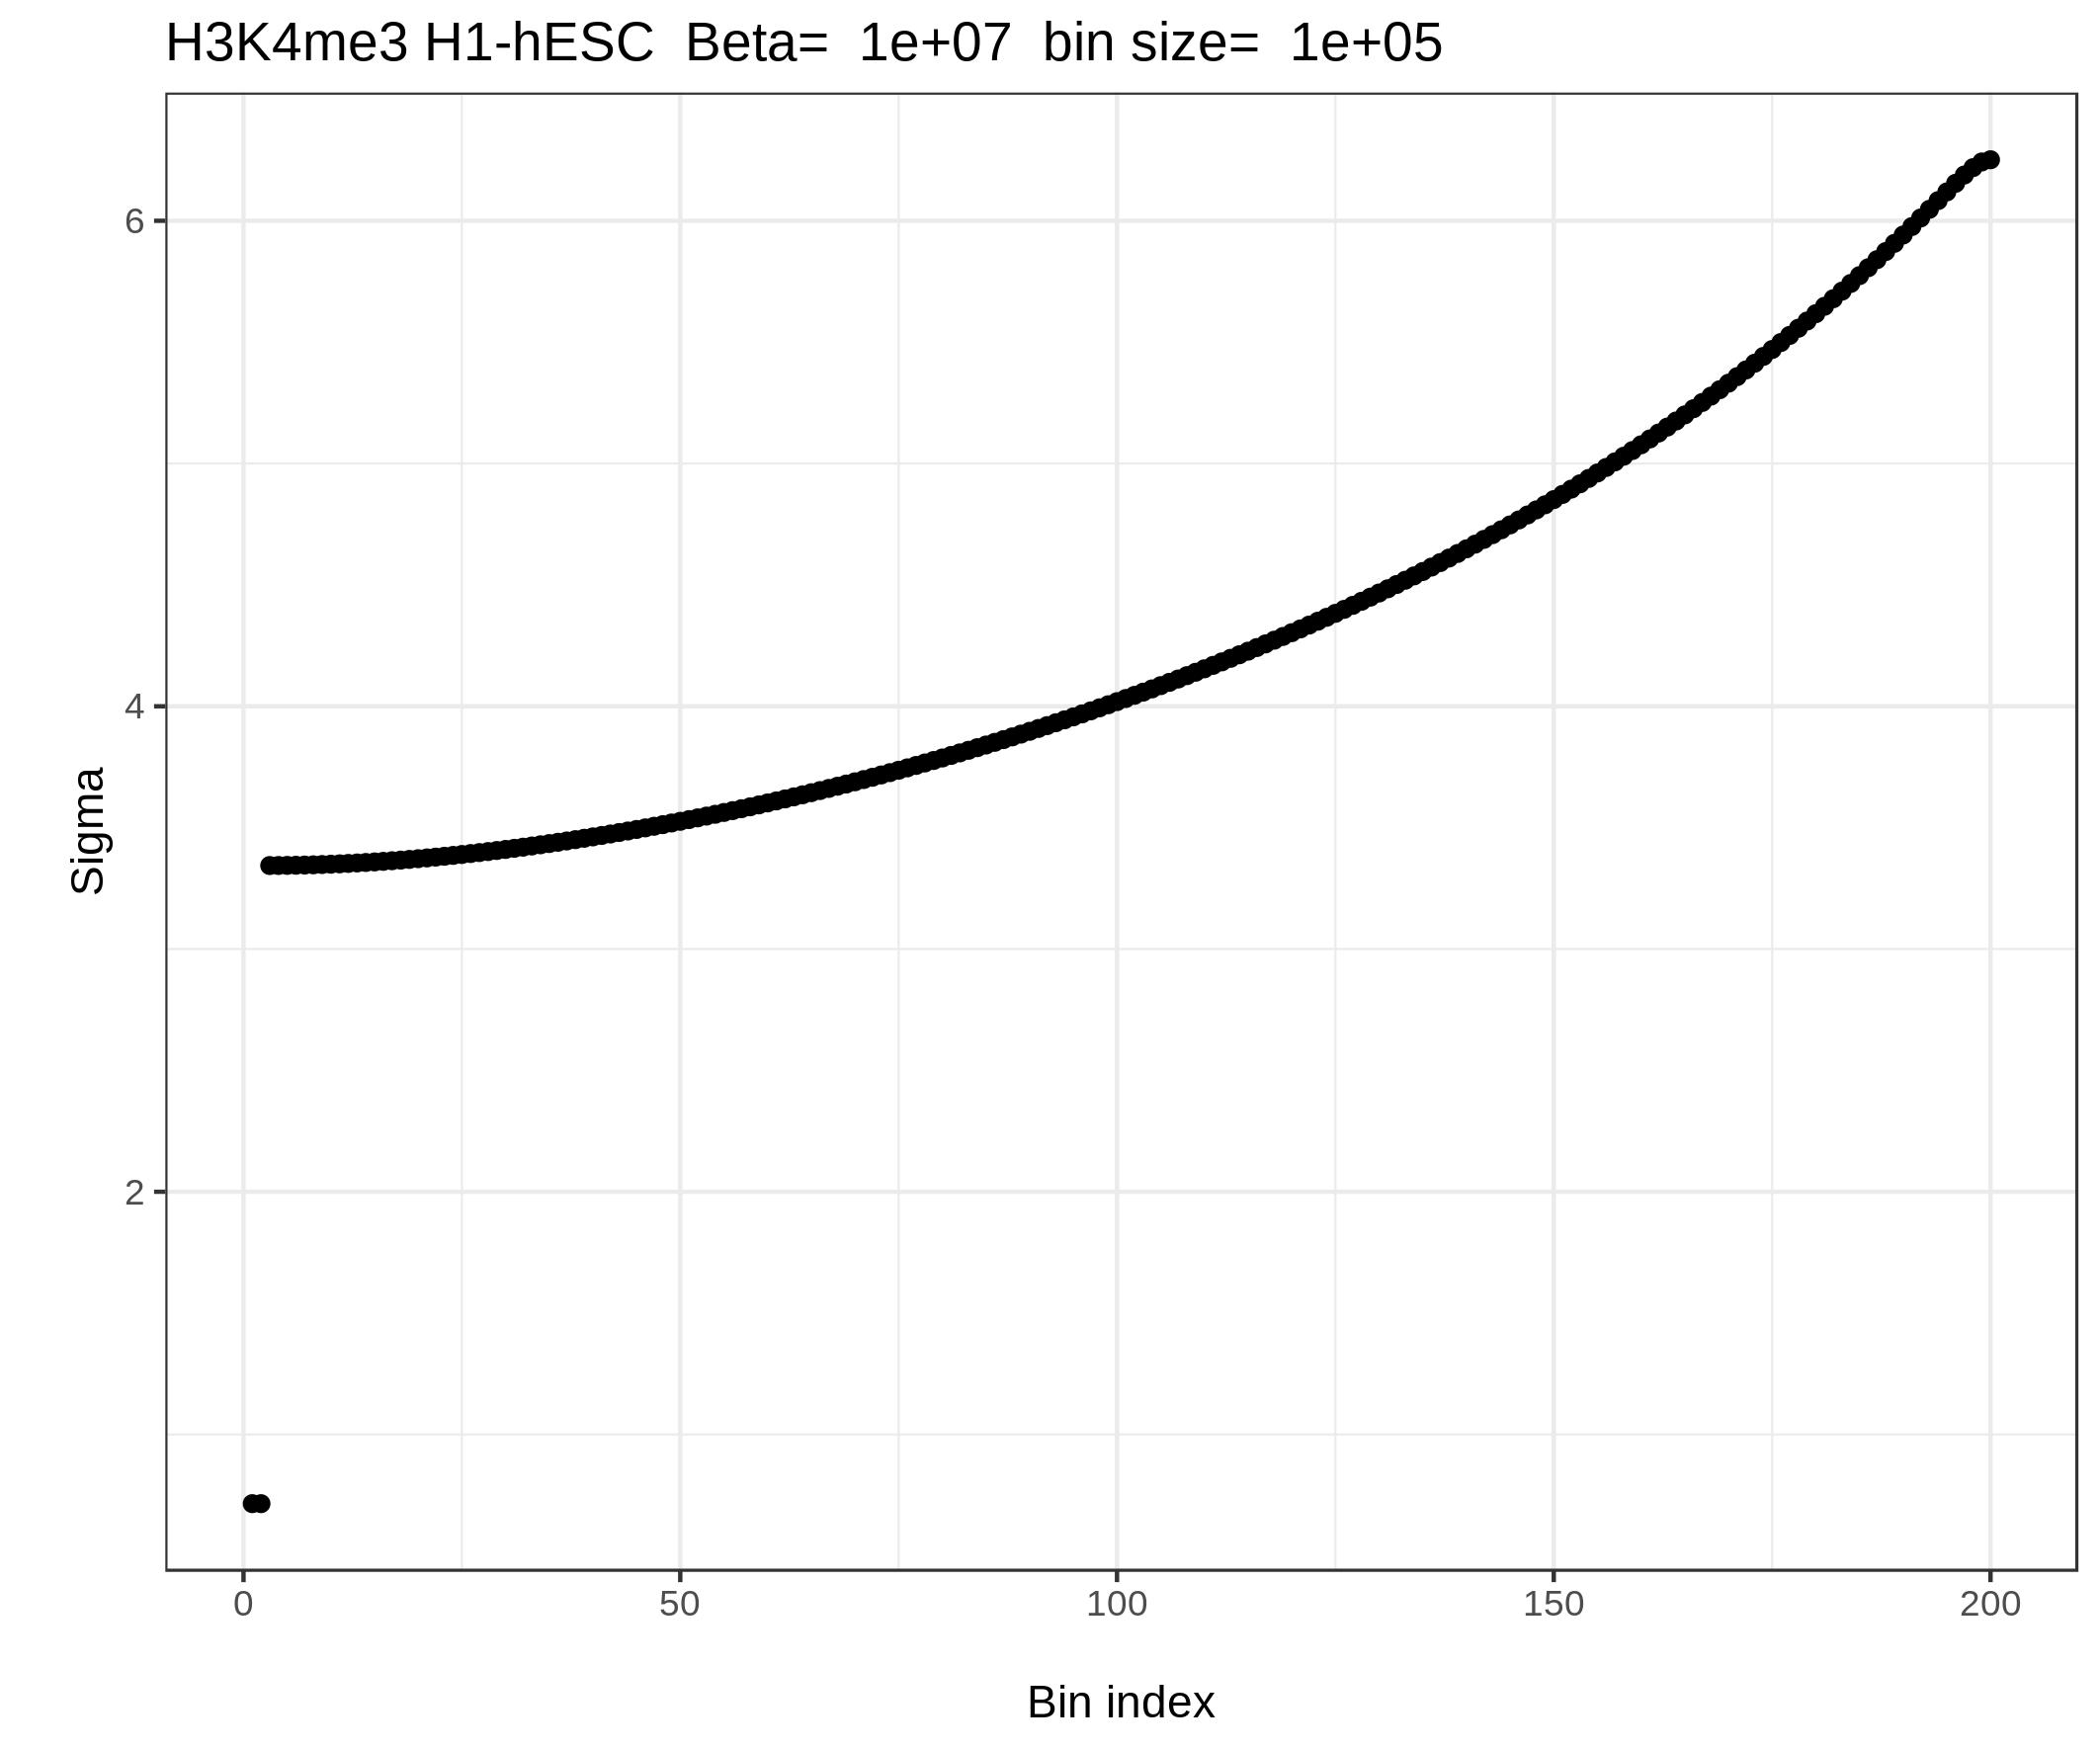 H3K4me3 H1-hESC  Beta=  1e+07  bin size=  1e+05
6
4
2
Sigma
0 50 100 150 200
Bin index